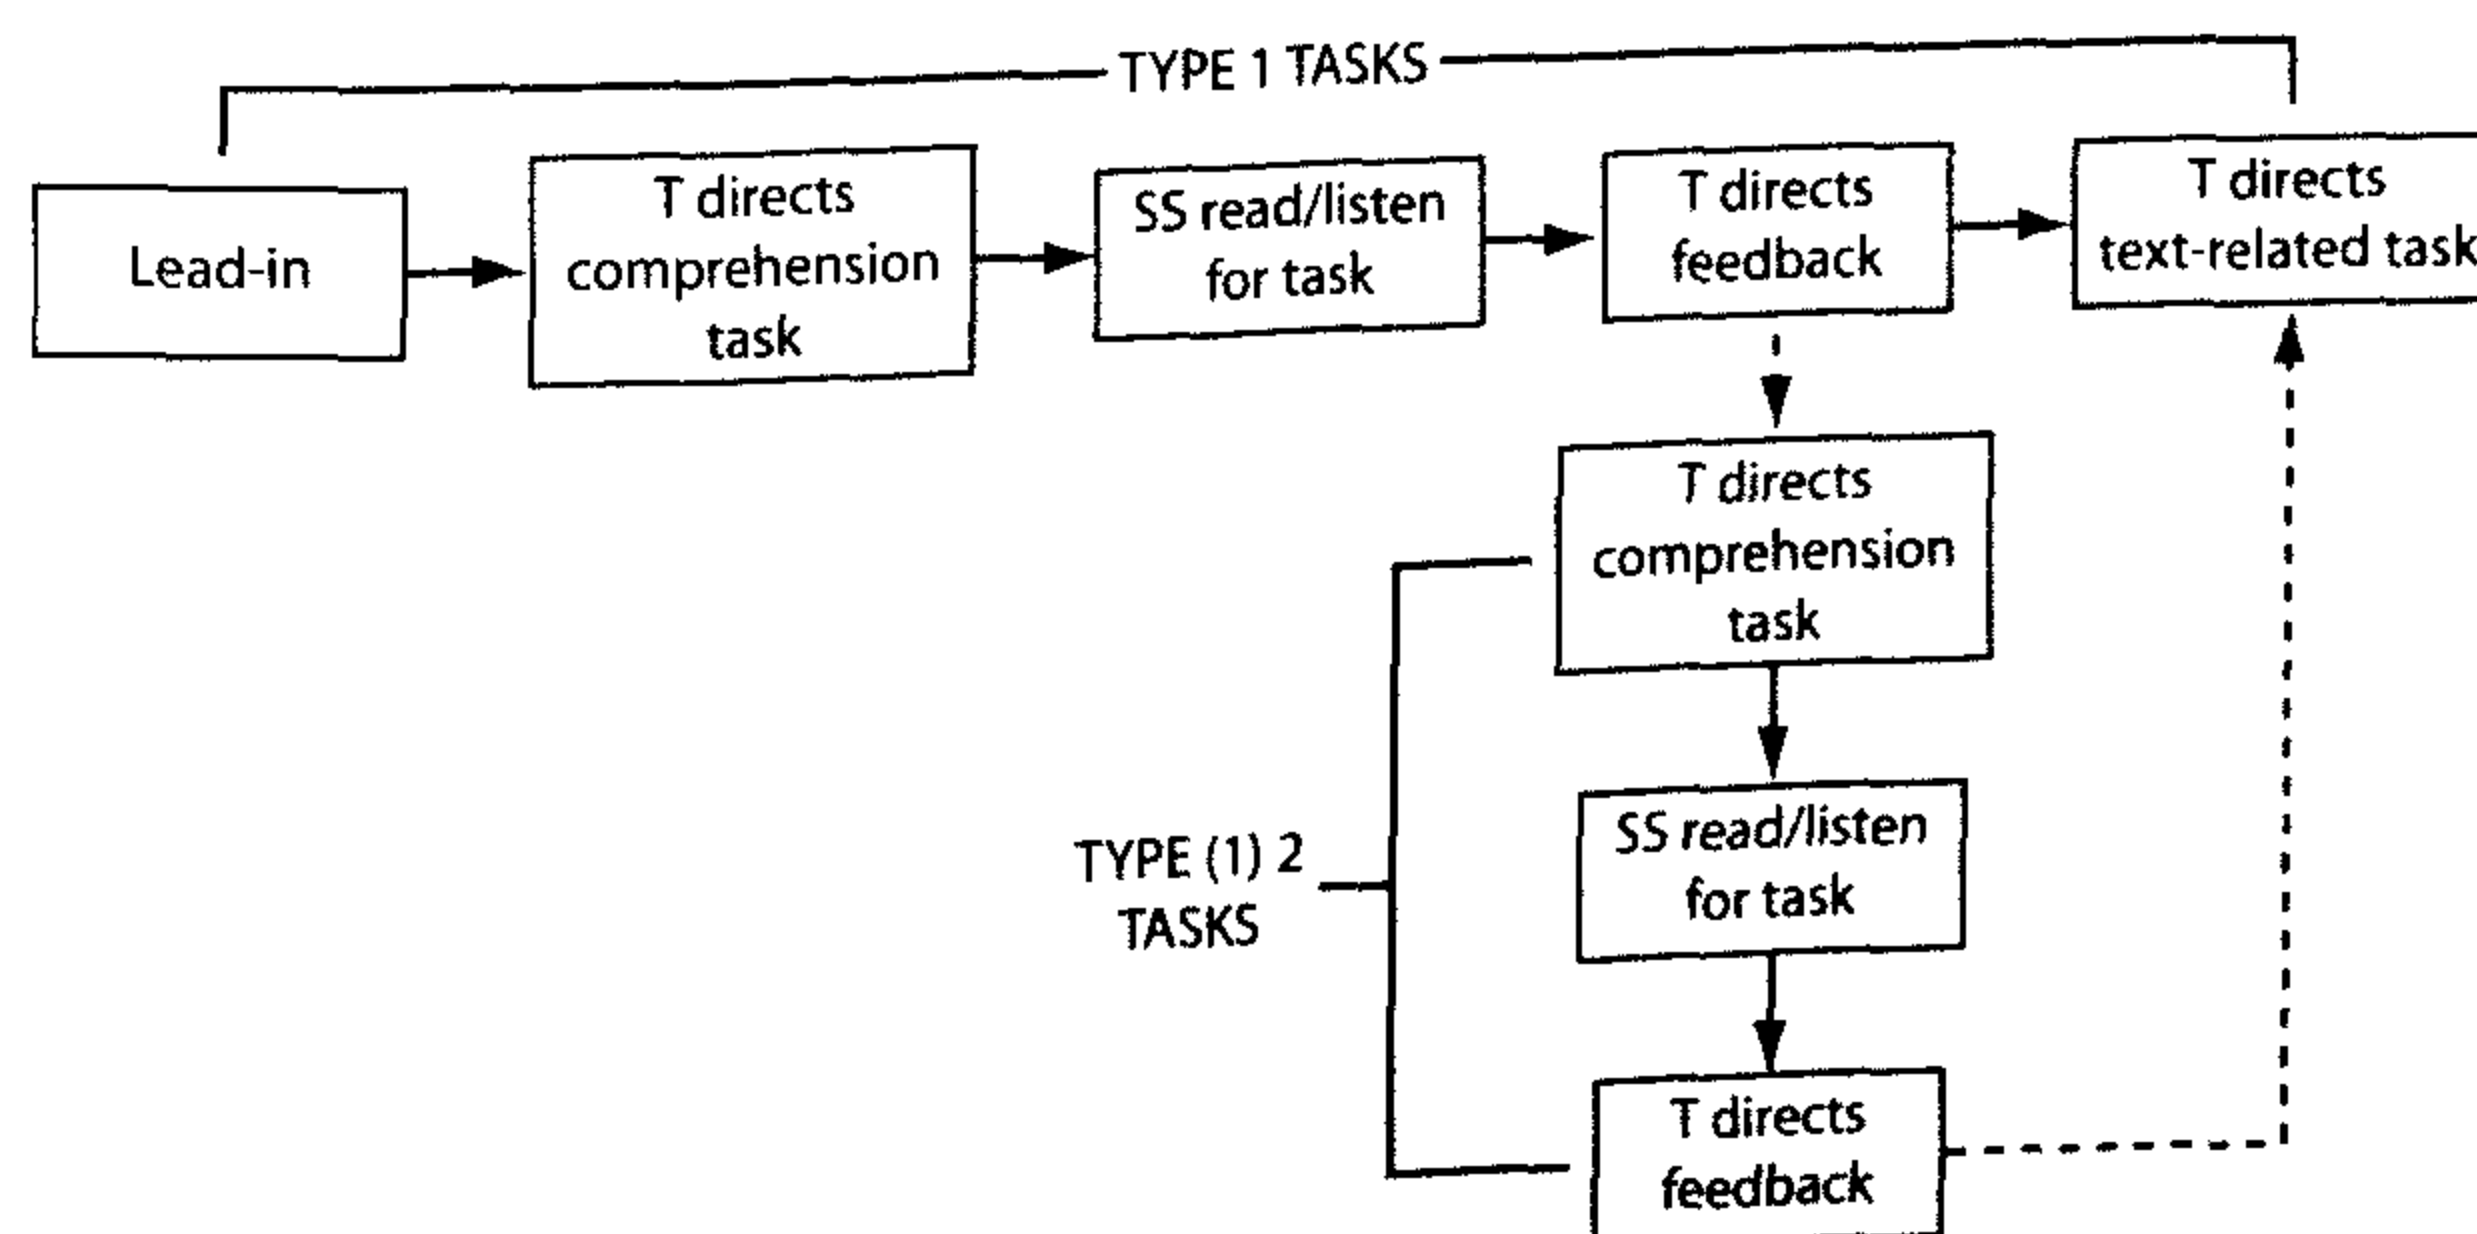 TYPE 1 TASKS
Lead-in
T directs
comprehension
task
SS read/listen
for task
T directs
feedback
T directs
text-related task
T directs
comprehension
task
TYPE (1) 2
TASKS
SS read/listen
for task
T directs
feedback